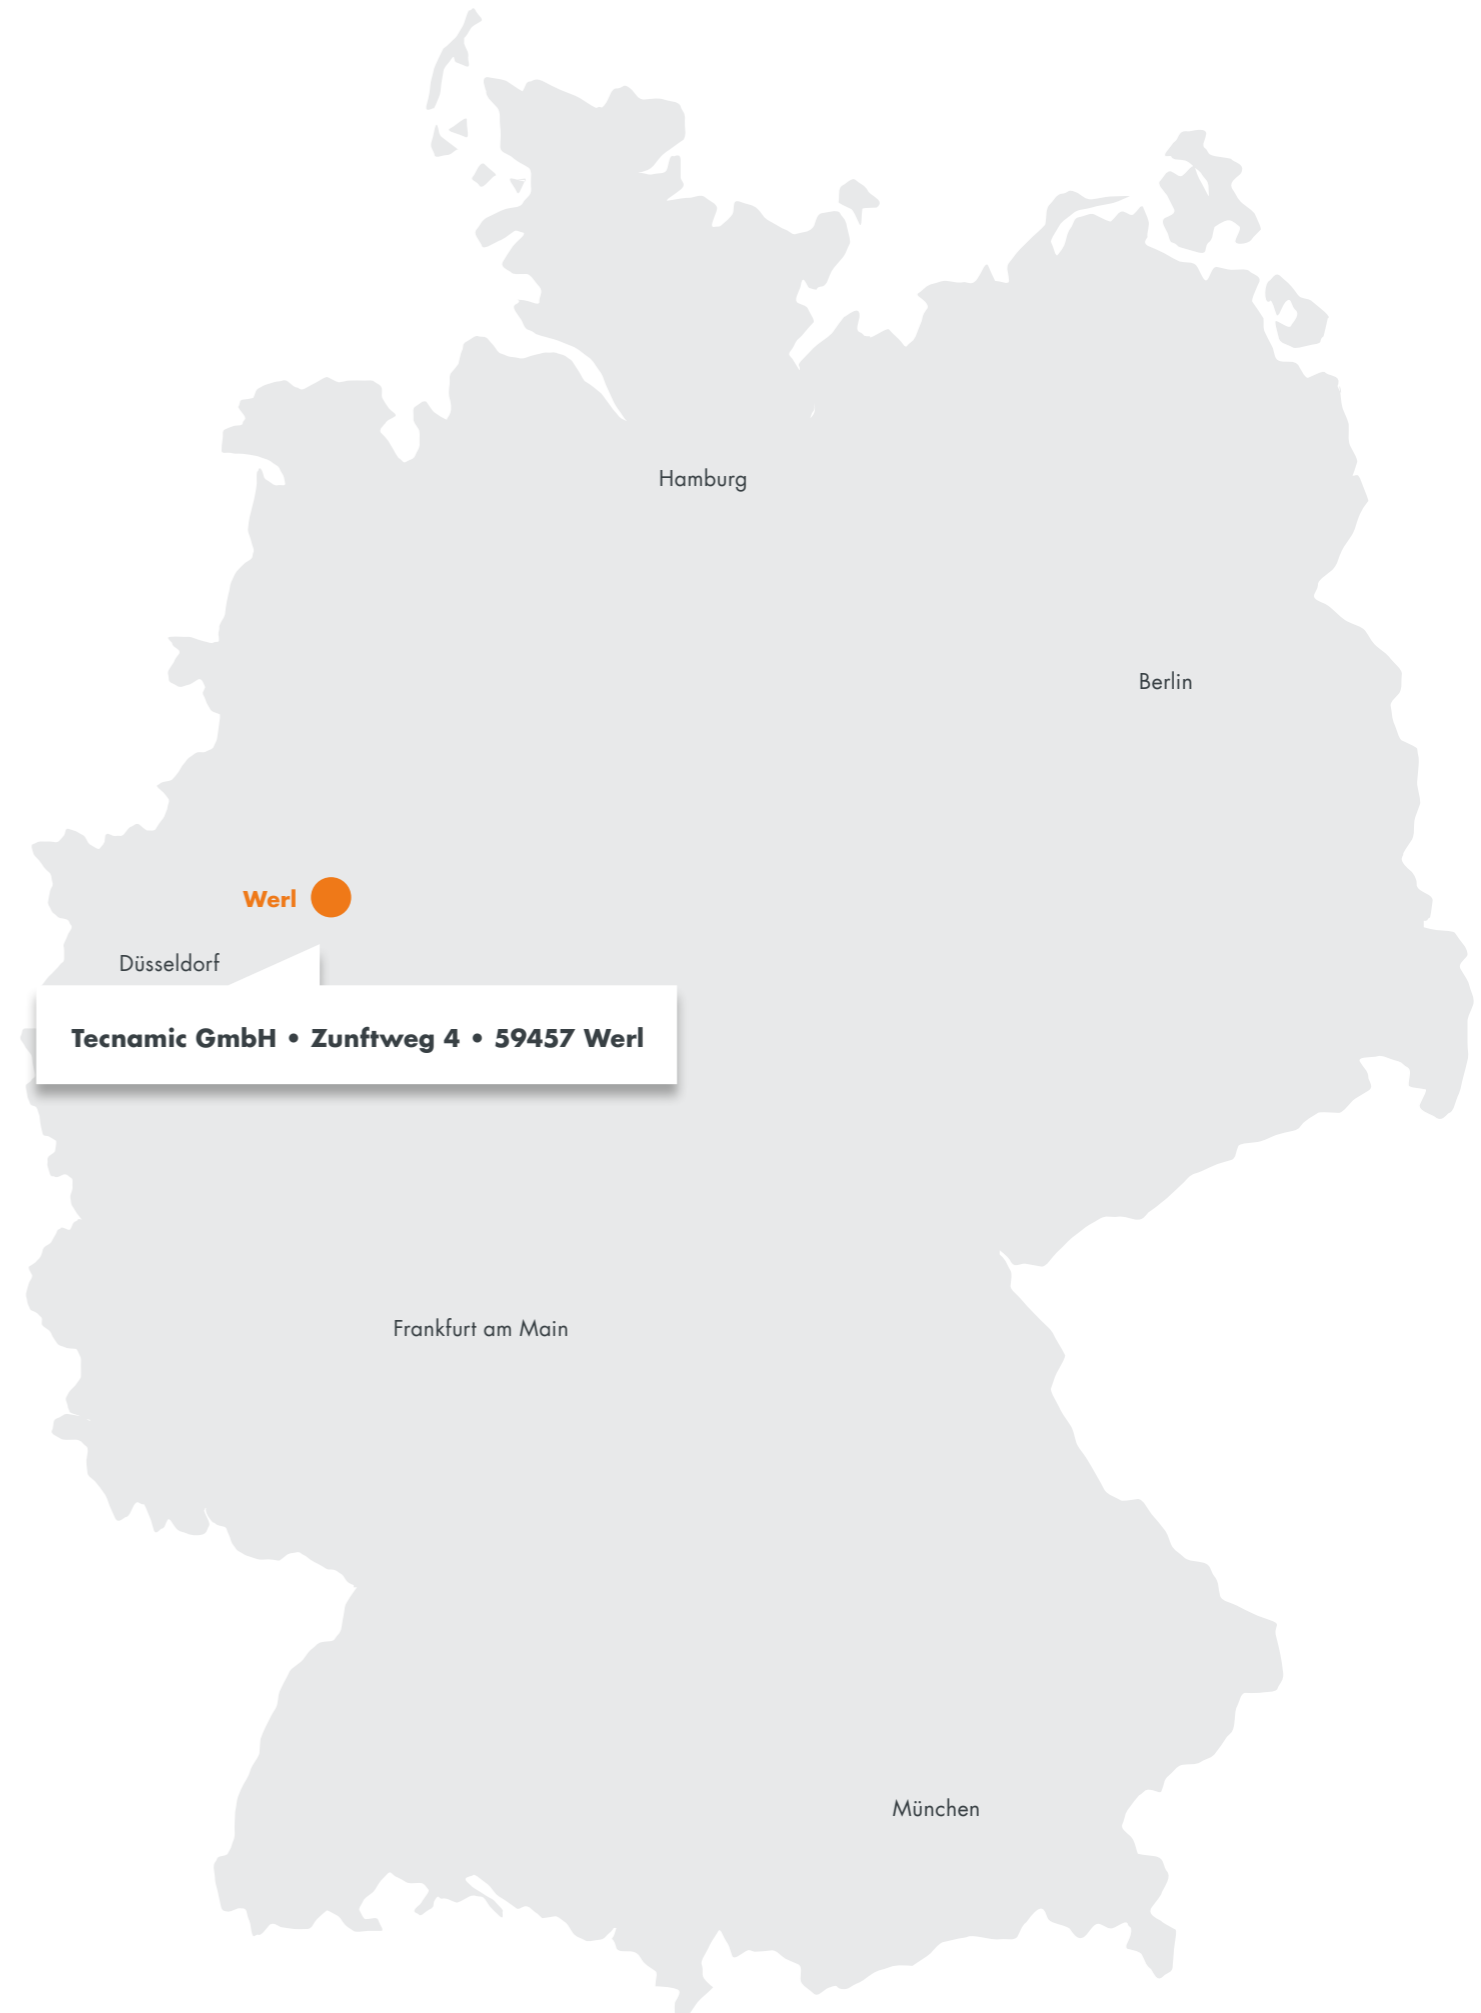 Hamburg
Berlin
Werl
Düsseldorf
Tecnamic GmbH • Zunftweg 4 • 59457 Werl
Frankfurt am Main
München